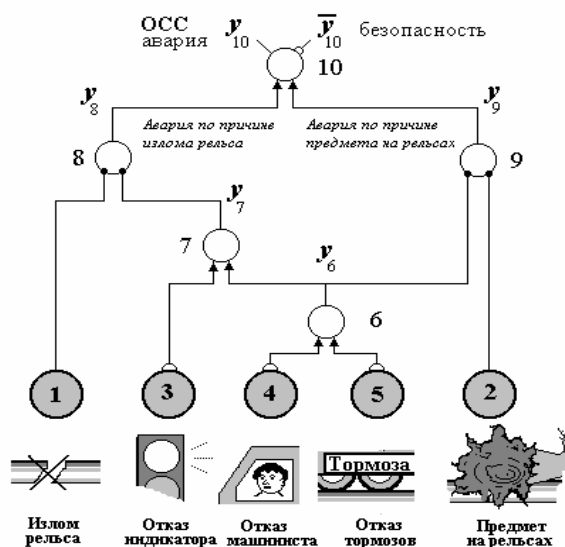 ОСС
авария
y10
y10
безопасность
10
y8
y9
Авария по причине
излома рельса
Авария по причине
предмета на рельсах
8
9
y7
7
y6
6
1
3
4
5
2
Тормоза
Излом
рельса
Отказ
индикатора
Отказ
машиниста
Отказ
тормозов
Предмет
на рельсах